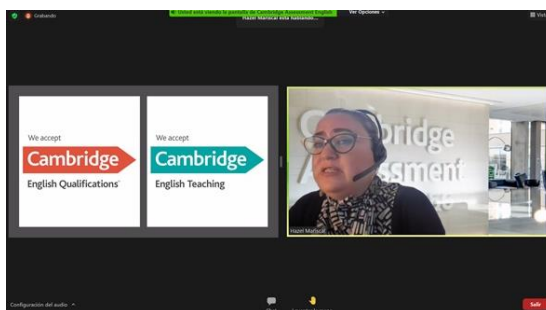 Grabando
Usted está viendo la pantalla de Cambridge Assessment English
Ver Opciones
Hazel Mariscal está hablando...
We accept
Cambridge
English Qualifications
We accept
Cambridge
English Teaching
Cambridge
Assessment
Hazel Mariscal
Configuración del audio
Salir